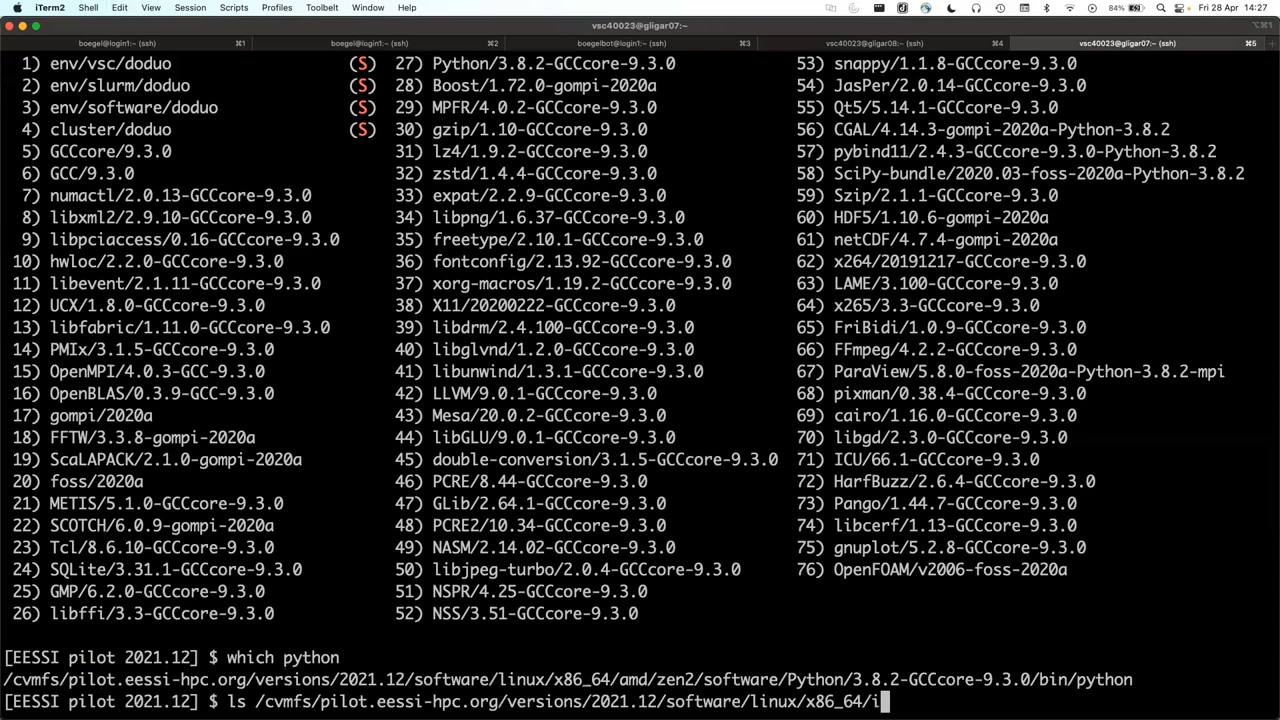 iTerm2 Shell Edit View Session Scripts Profiles Toolbelt Window Help 84% Fri 28 Apr 14:27
vsc40023@gligar07:~ ⌥⌘1
boegel@login1:~ (ssh) ⌘1 boegel@login1:~ (ssh) ⌘2 boegelbot@login1:~ (ssh) ⌘3 vsc40023@gligar08:~ (ssh) ⌘4 vsc40023@gligar07:~ (ssh) ⌘5
1) env/vsc/doduo (S) 27) Python/3.8.2-GCCcore-9.3.0 53) snappy/1.1.8-GCCcore-9.3.0
2) env/slurm/doduo (S) 28) Boost/1.72.0-gompi-2020a 54) JasPer/2.0.14-GCCcore-9.3.0
3) env/software/doduo (S) 29) MPFR/4.0.2-GCCcore-9.3.0 55) Qt5/5.14.1-GCCcore-9.3.0
4) cluster/doduo (S) 30) gzip/1.10-GCCcore-9.3.0 56) CGAL/4.14.3-gompi-2020a-Python-3.8.2
5) GCCcore/9.3.0 31) lz4/1.9.2-GCCcore-9.3.0 57) pybind11/2.4.3-GCCcore-9.3.0-Python-3.8.2
6) GCC/9.3.0 32) zstd/1.4.4-GCCcore-9.3.0 58) SciPy-bundle/2020.03-foss-2020a-Python-3.8.2
7) numactl/2.0.13-GCCcore-9.3.0 33) expat/2.2.9-GCCcore-9.3.0 59) Szip/2.1.1-GCCcore-9.3.0
8) libxml2/2.9.10-GCCcore-9.3.0 34) libpng/1.6.37-GCCcore-9.3.0 60) HDF5/1.10.6-gompi-2020a
9) libpciaccess/0.16-GCCcore-9.3.0 35) freetype/2.10.1-GCCcore-9.3.0 61) netCDF/4.7.4-gompi-2020a
10) hwloc/2.2.0-GCCcore-9.3.0 36) fontconfig/2.13.92-GCCcore-9.3.0 62) x264/20191217-GCCcore-9.3.0
11) libevent/2.1.11-GCCcore-9.3.0 37) xorg-macros/1.19.2-GCCcore-9.3.0 63) LAME/3.100-GCCcore-9.3.0
12) UCX/1.8.0-GCCcore-9.3.0 38) X11/20200222-GCCcore-9.3.0 64) x265/3.3-GCCcore-9.3.0
13) libfabric/1.11.0-GCCcore-9.3.0 39) libdrm/2.4.100-GCCcore-9.3.0 65) FriBidi/1.0.9-GCCcore-9.3.0
14) PMIx/3.1.5-GCCcore-9.3.0 40) libglvnd/1.2.0-GCCcore-9.3.0 66) FFmpeg/4.2.2-GCCcore-9.3.0
15) OpenMPI/4.0.3-GCC-9.3.0 41) libunwind/1.3.1-GCCcore-9.3.0 67) ParaView/5.8.0-foss-2020a-Python-3.8.2-mpi
16) OpenBLAS/0.3.9-GCC-9.3.0 42) LLVM/9.0.1-GCCcore-9.3.0 68) pixman/0.38.4-GCCcore-9.3.0
17) gompi/2020a 43) Mesa/20.0.2-GCCcore-9.3.0 69) cairo/1.16.0-GCCcore-9.3.0
18) FFTW/3.3.8-gompi-2020a 44) libGLU/9.0.1-GCCcore-9.3.0 70) libgd/2.3.0-GCCcore-9.3.0
19) ScaLAPACK/2.1.0-gompi-2020a 45) double-conversion/3.1.5-GCCcore-9.3.0 71) ICU/66.1-GCCcore-9.3.0
20) foss/2020a 46) PCRE/8.44-GCCcore-9.3.0 72) HarfBuzz/2.6.4-GCCcore-9.3.0
21) METIS/5.1.0-GCCcore-9.3.0 47) GLib/2.64.1-GCCcore-9.3.0 73) Pango/1.44.7-GCCcore-9.3.0
22) SCOTCH/6.0.9-gompi-2020a 48) PCRE2/10.34-GCCcore-9.3.0 74) libcerf/1.13-GCCcore-9.3.0
23) Tcl/8.6.10-GCCcore-9.3.0 49) NASM/2.14.02-GCCcore-9.3.0 75) gnuplot/5.2.8-GCCcore-9.3.0
24) SQLite/3.31.1-GCCcore-9.3.0 50) libjpeg-turbo/2.0.4-GCCcore-9.3.0 76) OpenFOAM/v2006-foss-2020a
25) GMP/6.2.0-GCCcore-9.3.0 51) NSPR/4.25-GCCcore-9.3.0
26) libffi/3.3-GCCcore-9.3.0 52) NSS/3.51-GCCcore-9.3.0
[EESSI pilot 2021.12] $ which python
/cvmfs/pilot.eessi-hpc.org/versions/2021.12/software/linux/x86_64/amd/zen2/software/Python/3.8.2-GCCcore-9.3.0/bin/python
[EESSI pilot 2021.12] $ ls /cvmfs/pilot.eessi-hpc.org/versions/2021.12/software/linux/x86_64/i